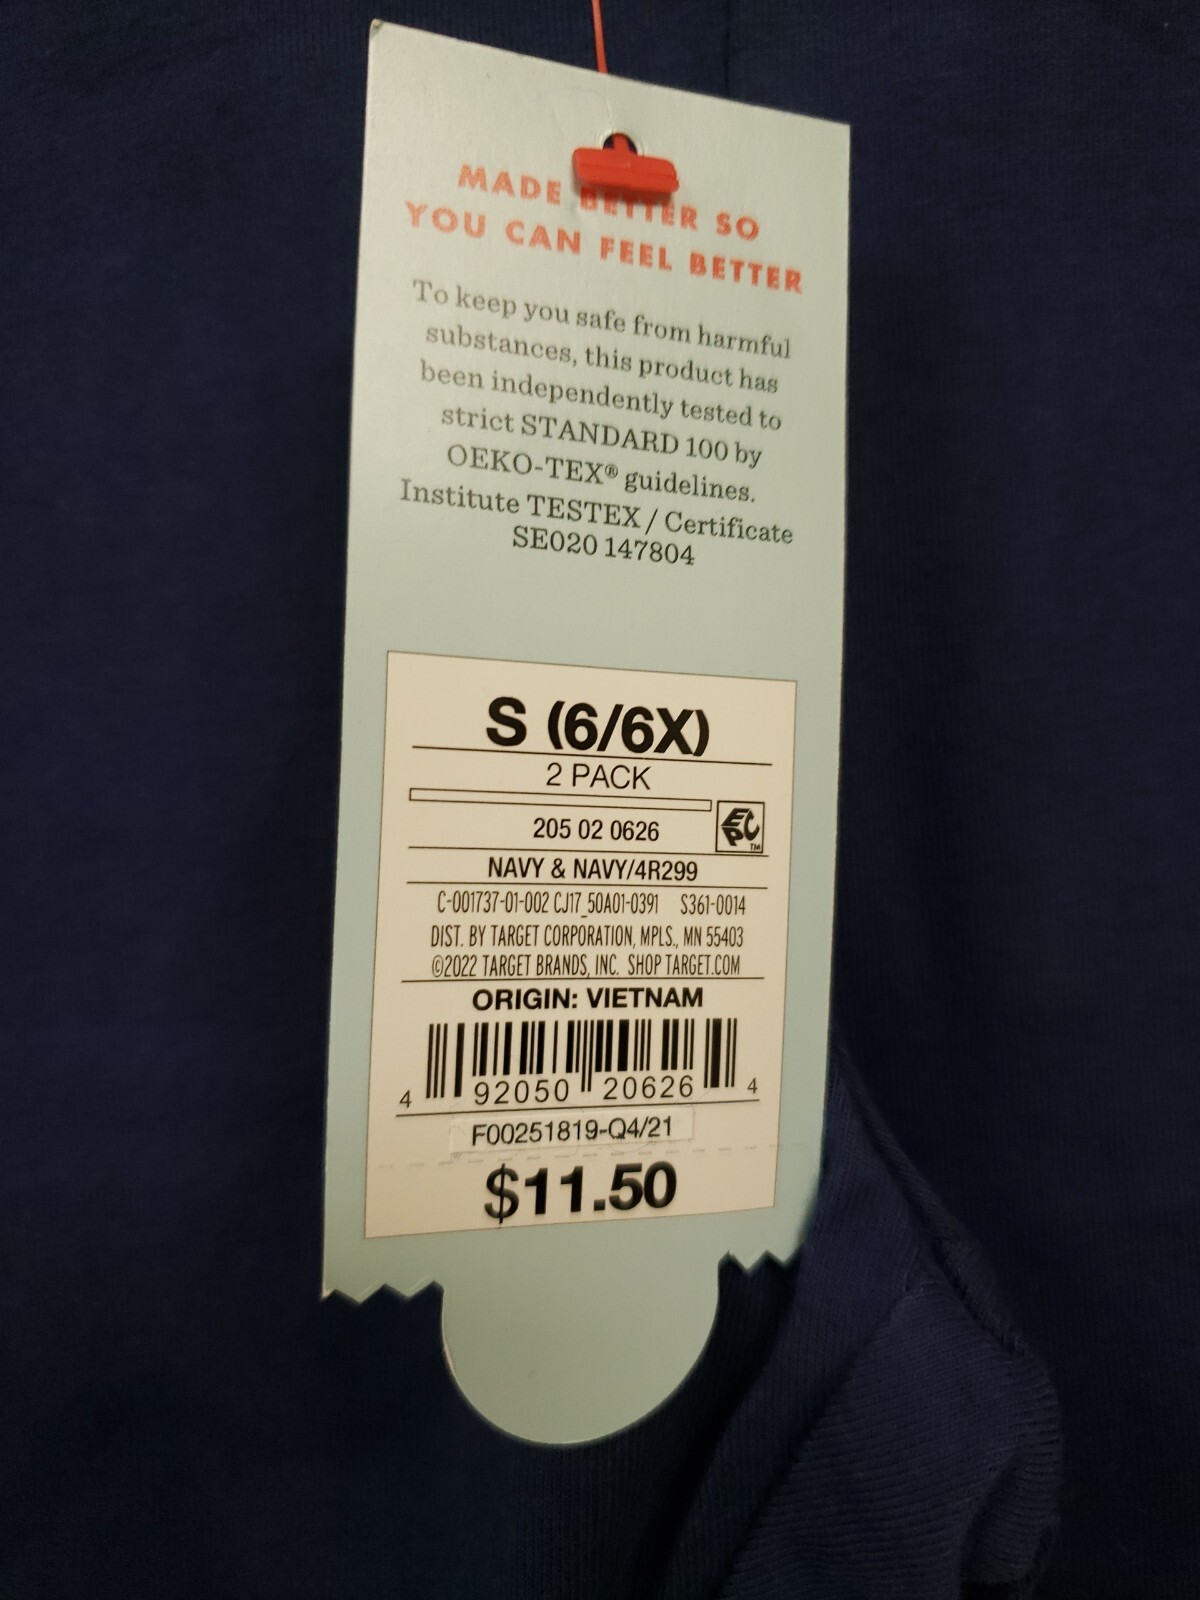 MADE BETTER SO
YOU CAN FEEL BETTER
To keep you safe from harmful
substances, this product has
been independently tested to
strict STANDARD 100 by
OEKO-TEX® guidelines.
Institute TESTEX / Certificate
SE020 147804
S (6/6X)
2 PACK
205 02 0626
EPC TM
NAVY & NAVY/4R299
C-001737-01-002 CJ17_50A01-0391 S361-0014
DIST. BY TARGET CORPORATION, MPLS., MN 55403
©2022 TARGET BRANDS, INC. SHOP TARGET.COM
ORIGIN: VIETNAM
4 92050 20626 4
F00251819-Q4/21
$11.50